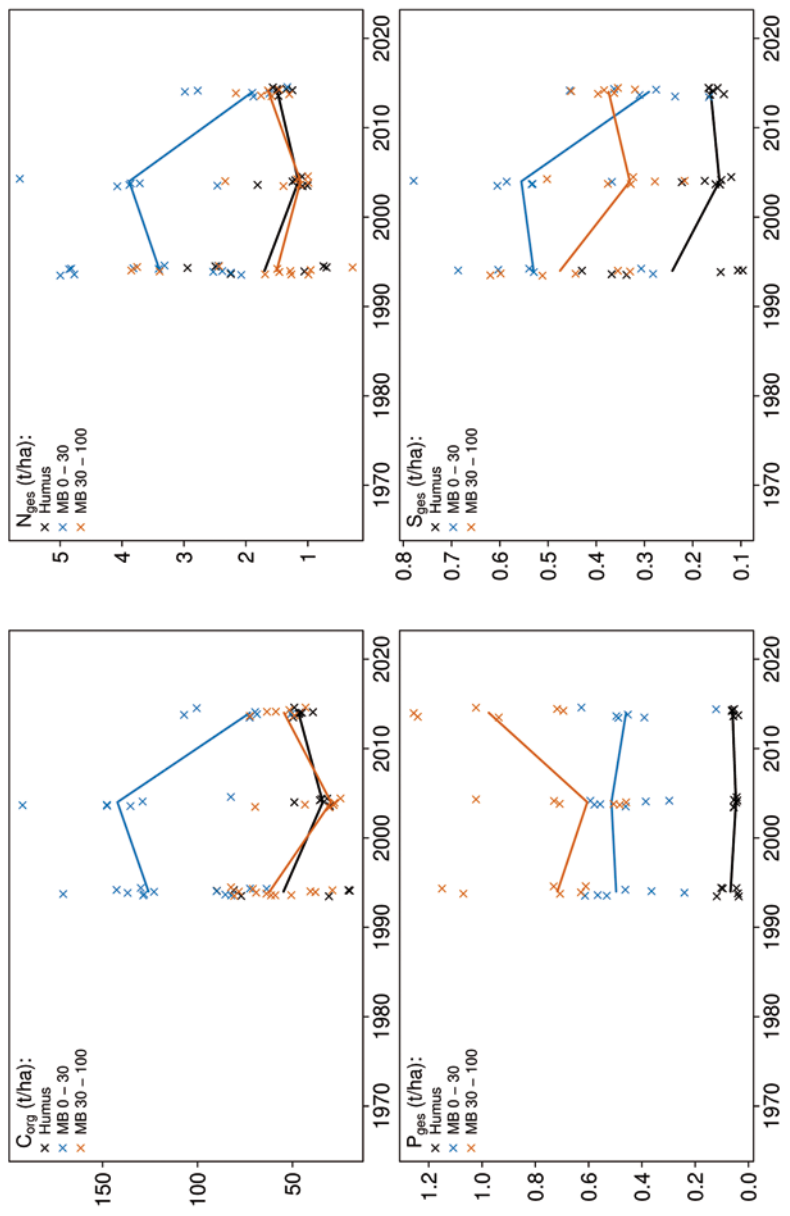 C_org (t/ha):
Humus
MB 0 – 30
MB 30 – 100
150
100
50
1970 1980 1990 2000 2010 2020
N_ges (t/ha):
Humus
MB 0 – 30
MB 30 – 100
5
4
3
2
1
1970 1980 1990 2000 2010 2020
P_ges (t/ha):
Humus
MB 0 – 30
MB 30 – 100
1.2
1.0
0.8
0.6
0.4
0.2
0.0
1970 1980 1990 2000 2010 2020
S_ges (t/ha):
Humus
MB 0 – 30
MB 30 – 100
0.8
0.7
0.6
0.5
0.4
0.3
0.2
0.1
1970 1980 1990 2000 2010 2020